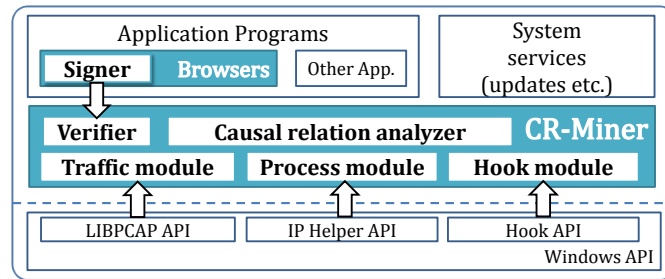 Application Programs
Signer
Browsers
Other App.
System
services
(updates etc.)
Verifier
Causal relation analyzer
CR-Miner
Traffic module
Process module
Hook module
LIBPCAP API
IP Helper API
Hook API
Windows API